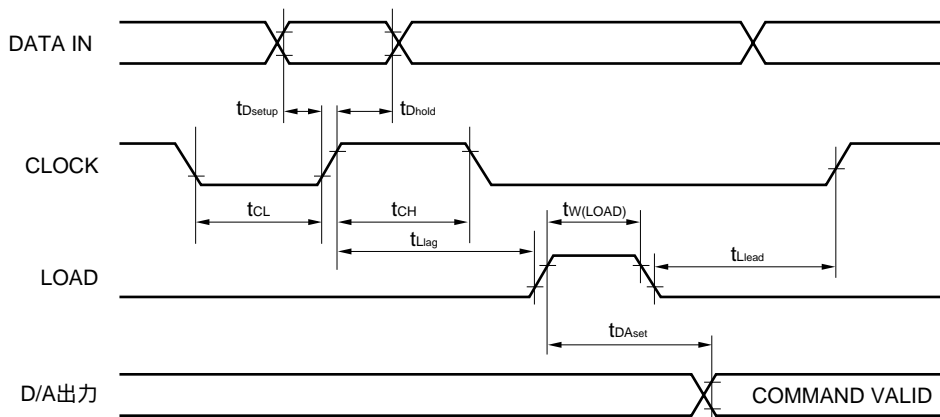 DATA IN
tDsetup
tDhold
CLOCK
tCL
tCH
tW(LOAD)
tLlag
tLlead
LOAD
tDAset
D/A出力
COMMAND VALID